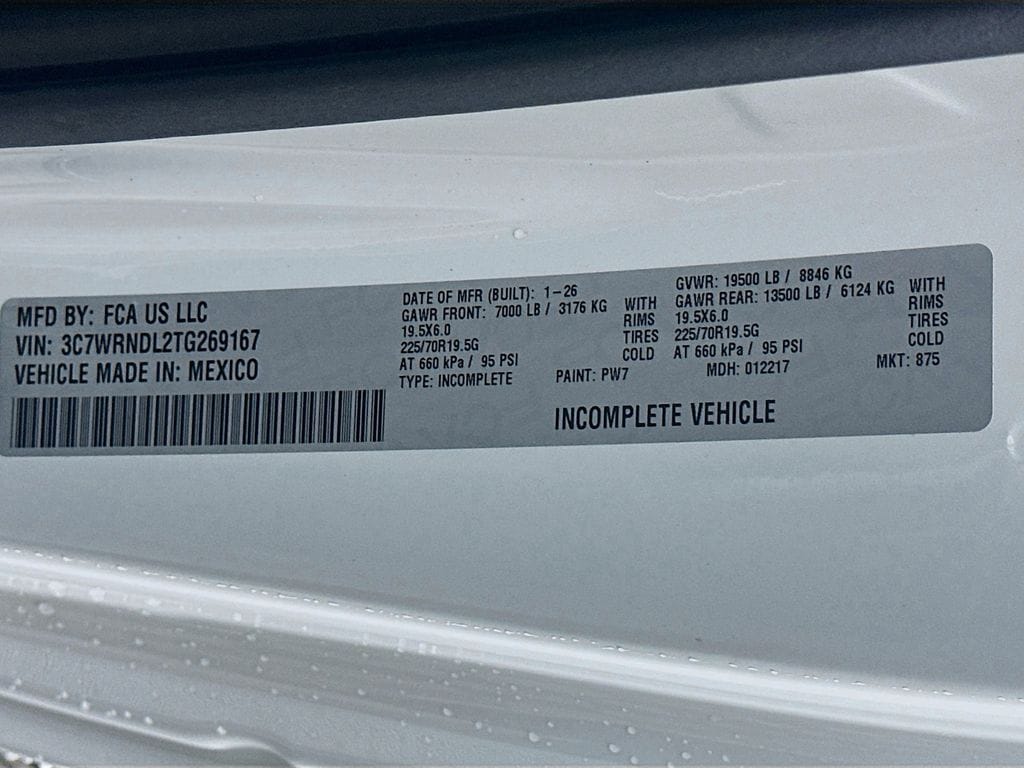 MFD BY: FCA US LLC
VIN: 3C7WRNDL2TG269167
VEHICLE MADE IN: MEXICO
DATE OF MFR (BUILT): 1-26
GAWR FRONT: 7000 LB / 3176 KG WITH
19.5X6.0 RIMS
225/70R19.5G TIRES
AT 660 kPa / 95 PSI COLD
TYPE: INCOMPLETE
PAINT: PW7
GVWR: 19500 LB / 8846 KG
GAWR REAR: 13500 LB / 6124 KG WITH
19.5X6.0 RIMS
225/70R19.5G TIRES
AT 660 kPa / 95 PSI COLD
MDH: 012217
MKT: 875
INCOMPLETE VEHICLE